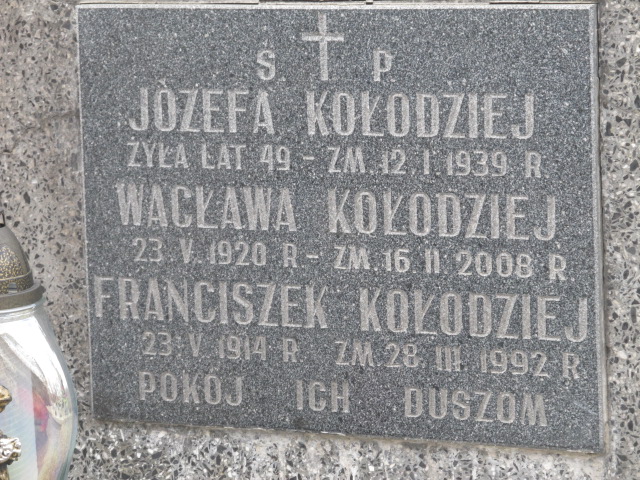 Ś P
JÓZEFA KOŁODZIEJ
ŻYŁA LAT 49 - ZM. 12. I. 1939 R.
WACŁAWA KOŁODZIEJ
23. V. 1920 R - ZM. 16 II 2008 R.
FRANCISZEK KOŁODZIEJ
23. V. 1914 R. ZM. 28. III. 1992 R.
POKÓJ ICH DUSZOM